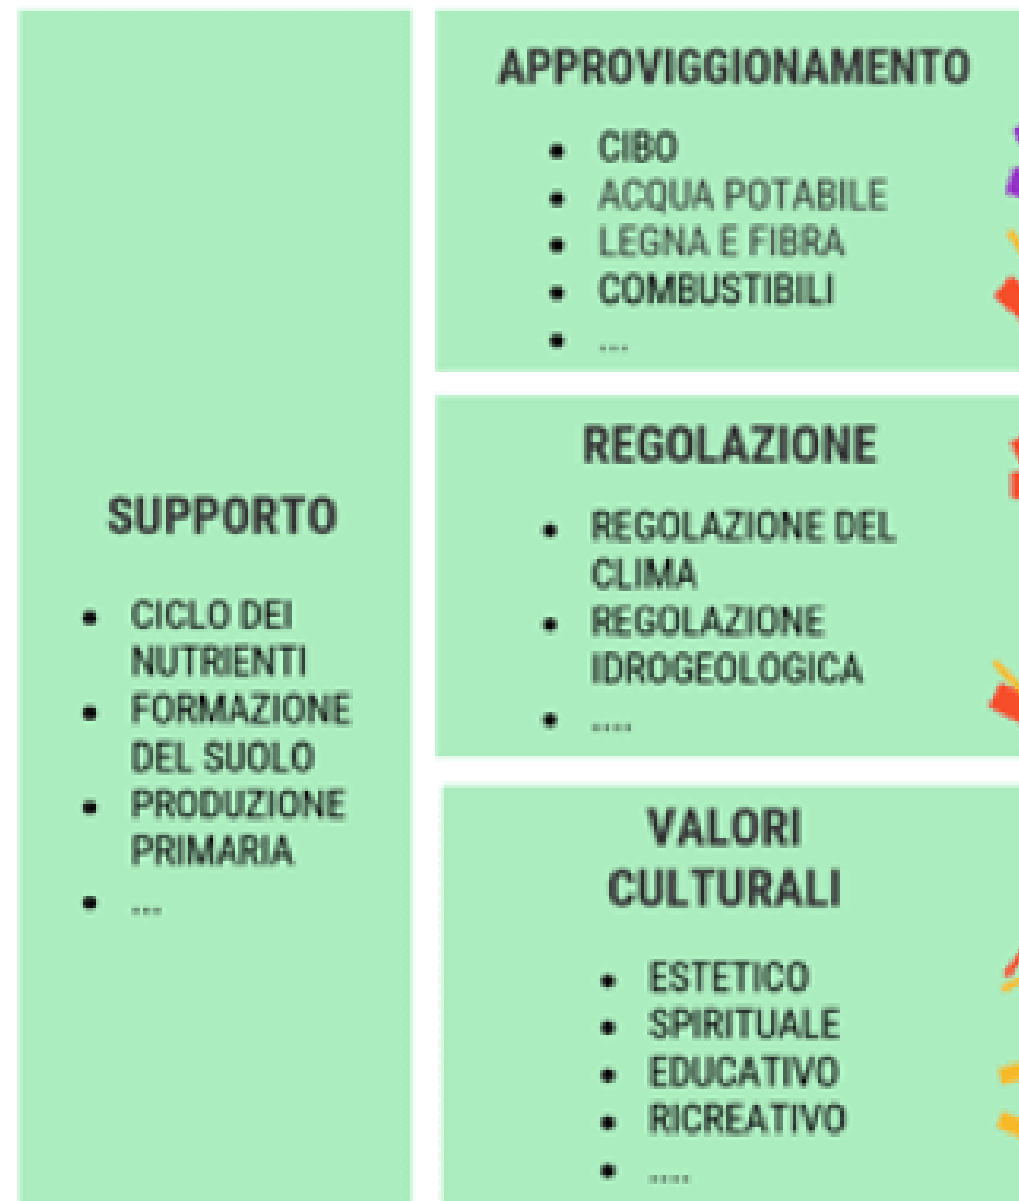 SUPPORTO
• CICLO DEI
NUTRIENTI
• FORMAZIONE
DEL SUOLO
• PRODUZIONE
PRIMARIA
• ...
APPROVIGGIONAMENTO
• CIBO
• ACQUA POTABILE
• LEGNA E FIBRA
• COMBUSTIBILI
• ...
REGOLAZIONE
• REGOLAZIONE DEL
CLIMA
• REGOLAZIONE
IDROGEOLOGICA
• ....
VALORI
CULTURALI
• ESTETICO
• SPIRITUALE
• EDUCATIVO
• RICREATIVO
• ....